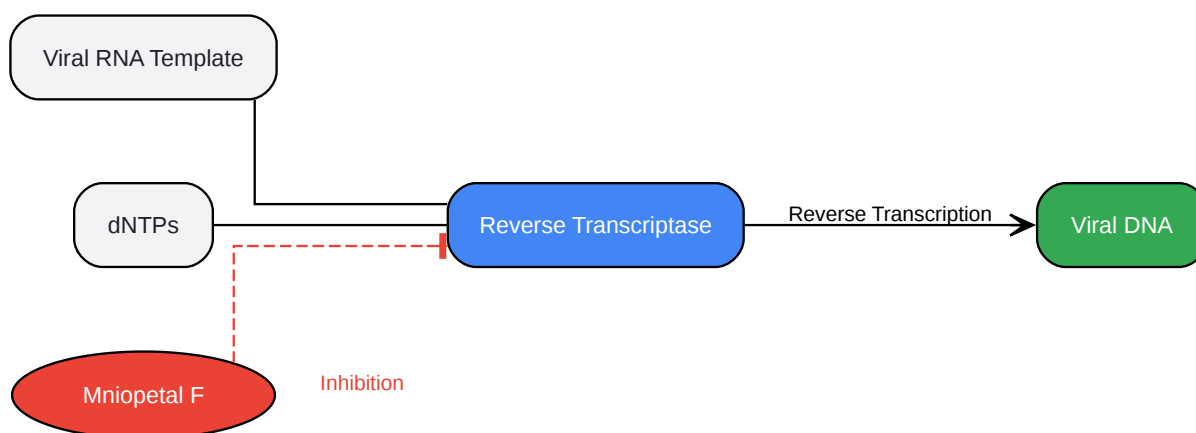 Viral RNA Template
dNTPs
Reverse Transcriptase
Reverse Transcription
Viral DNA
Mniopetal F
Inhibition